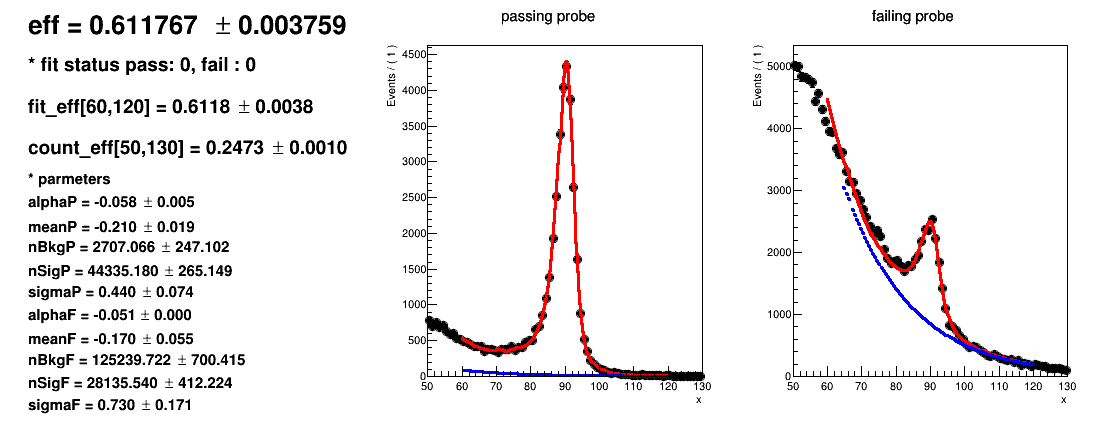 eff = 0.611767 ± 0.003759
* fit status pass: 0, fail : 0
fit_eff[60,120] = 0.6118 ± 0.0038
count_eff[50,130] = 0.2473 ± 0.0010
* parmeters
alphaP = -0.058 ± 0.005
meanP = -0.210 ± 0.019
nBkgP = 2707.066 ± 247.102
nSigP = 44335.180 ± 265.149
sigmaP = 0.440 ± 0.074
alphaF = -0.051 ± 0.000
meanF = -0.170 ± 0.055
nBkgF = 125239.722 ± 700.415
nSigF = 28135.540 ± 412.224
sigmaF = 0.730 ± 0.171
passing probe
Events / ( 1 )
4500
4000
3500
3000
2500
2000
1500
1000
500
0
50 60 70 80 90 100 110 120 130
x
failing probe
Events / ( 1 )
5000
4000
3000
2000
1000
0
50 60 70 80 90 100 110 120 130
x